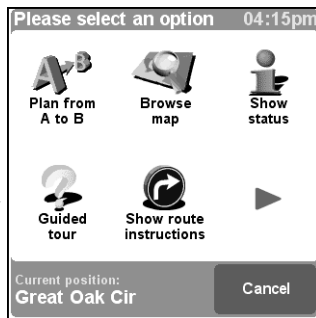 Please select an option 04:15pm
Plan from
A to B
Browse
map
Show
status
Guided
tour
Show route
instructions
Current position:
Great Oak Cir
Cancel